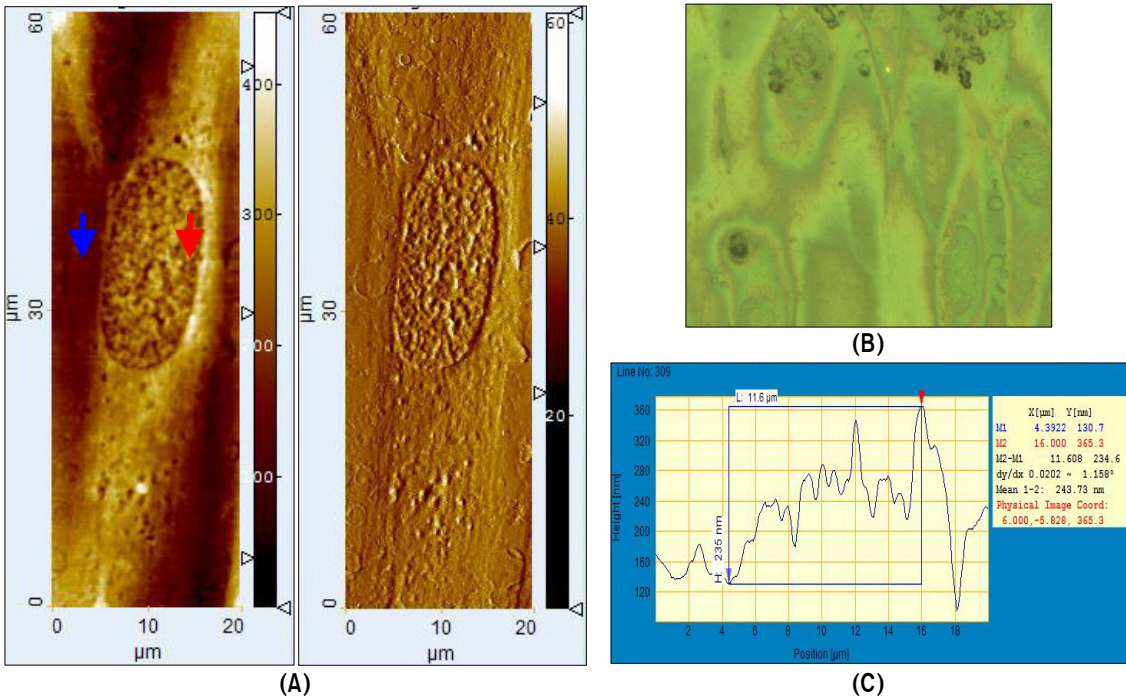 60
30
0
μm
0
10
20
μm
400
300
200
100
60
30
0
μm
0
10
20
μm
60
40
20
(A)
(B)
Line No: 309
L: 11.6 μm
H: 235 nm
Height [nm]
360
320
280
240
200
160
120
2 4 6 8 10 12 14 16 18
Position [μm]
X[μm] Y[nm]
M1 4.3922 130.7
M2 16.000 365.3
M2-M1 11.608 234.6
dy/dx 0.0202 ~ 1.158°
Mean 1-2: 243.73 nm
Physical Image Coord:
6.000,-5.828, 365.3
(C)